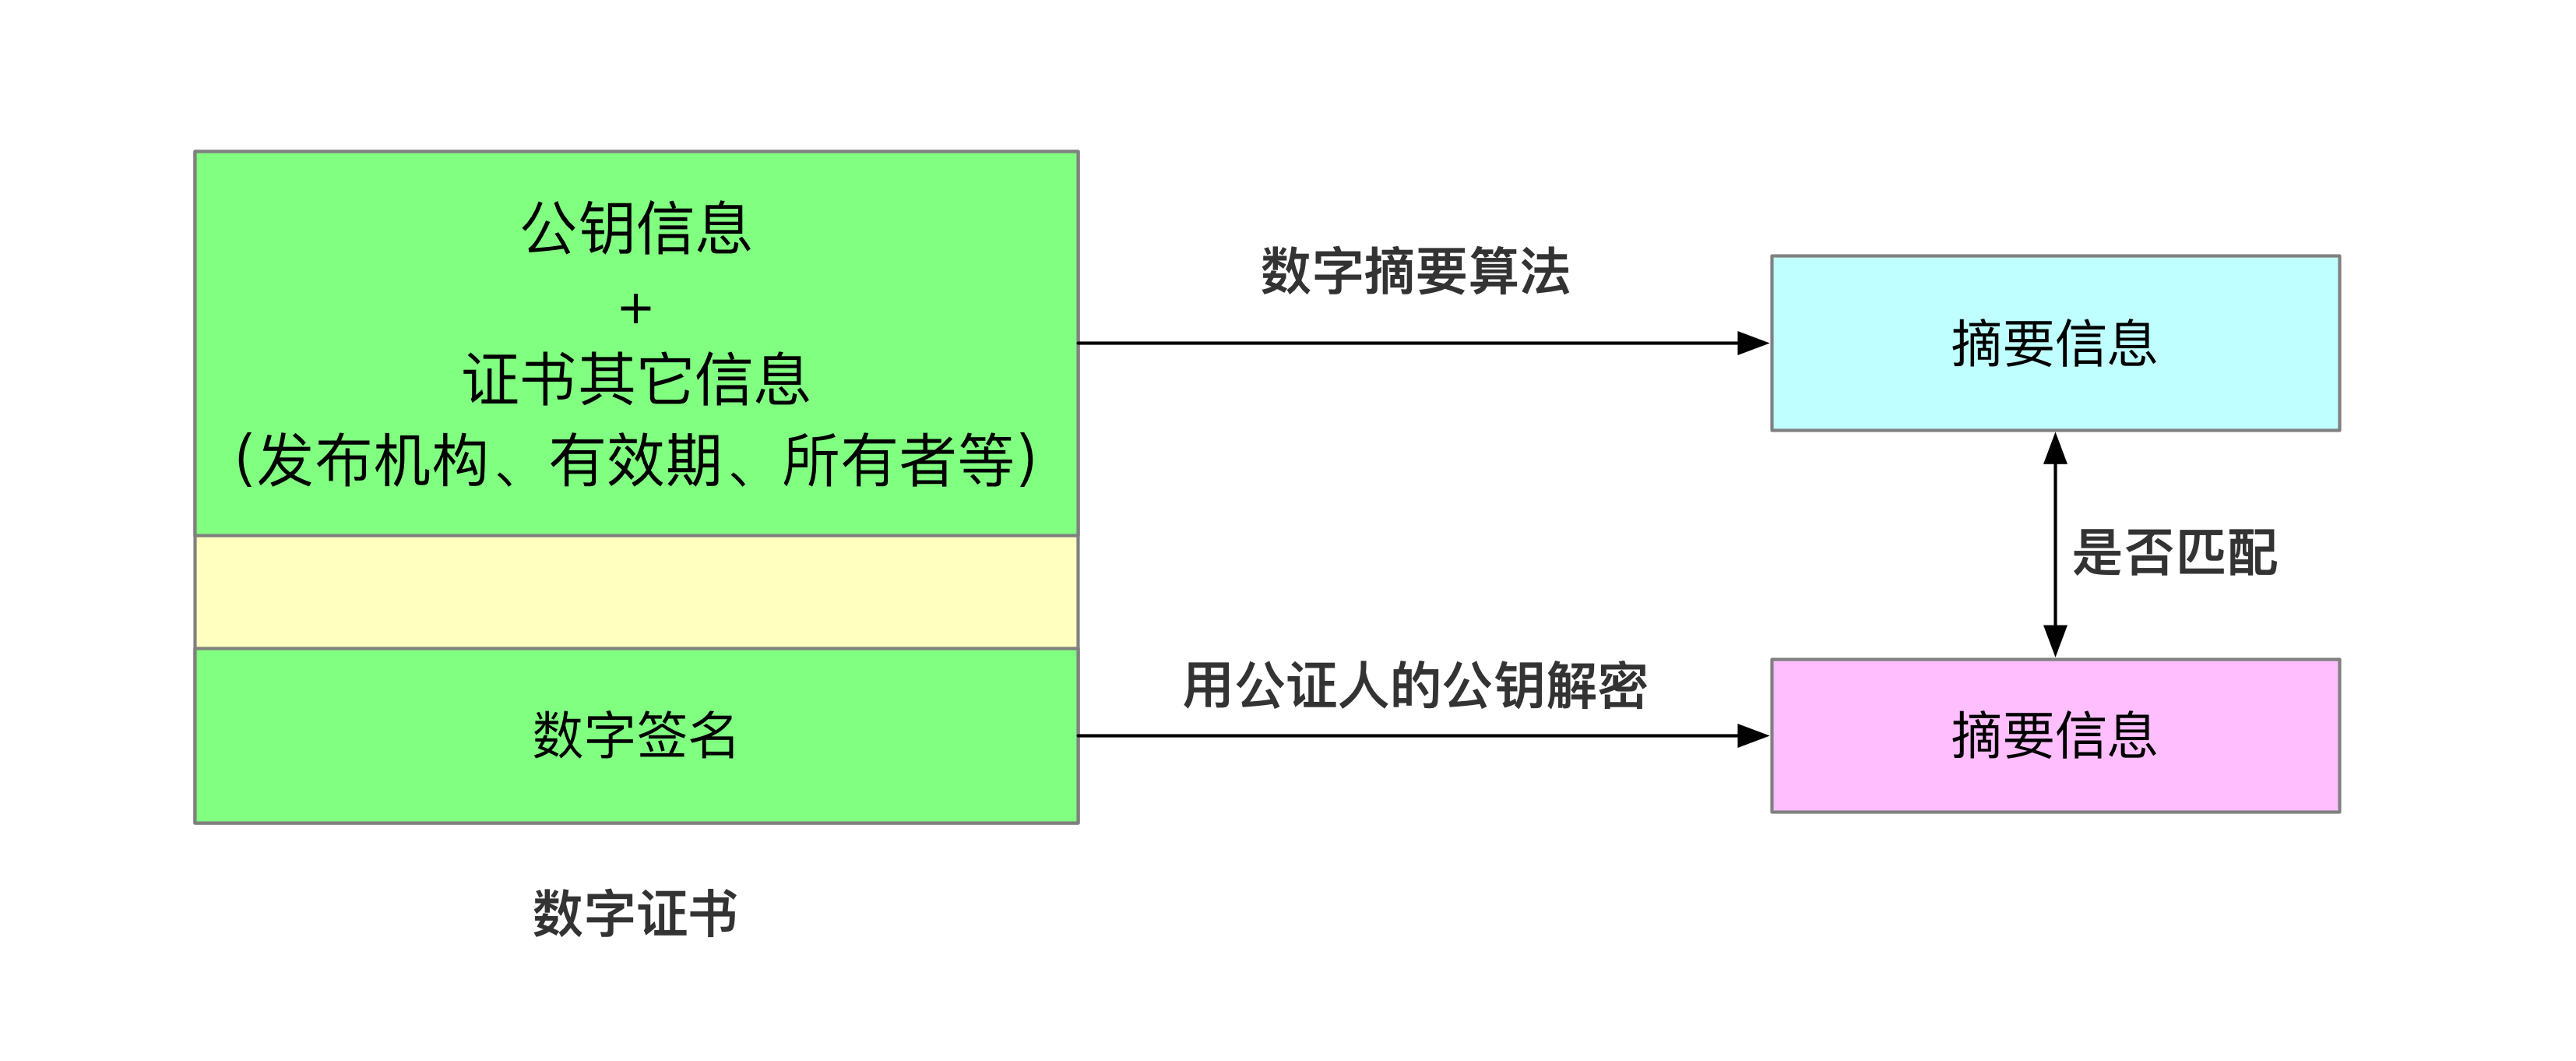 公钥信息
+
证书其它信息
(发布机构、有效期、所有者等)
数字签名
数字证书
数字摘要算法
用公证人的公钥解密
摘要信息
是否匹配
摘要信息